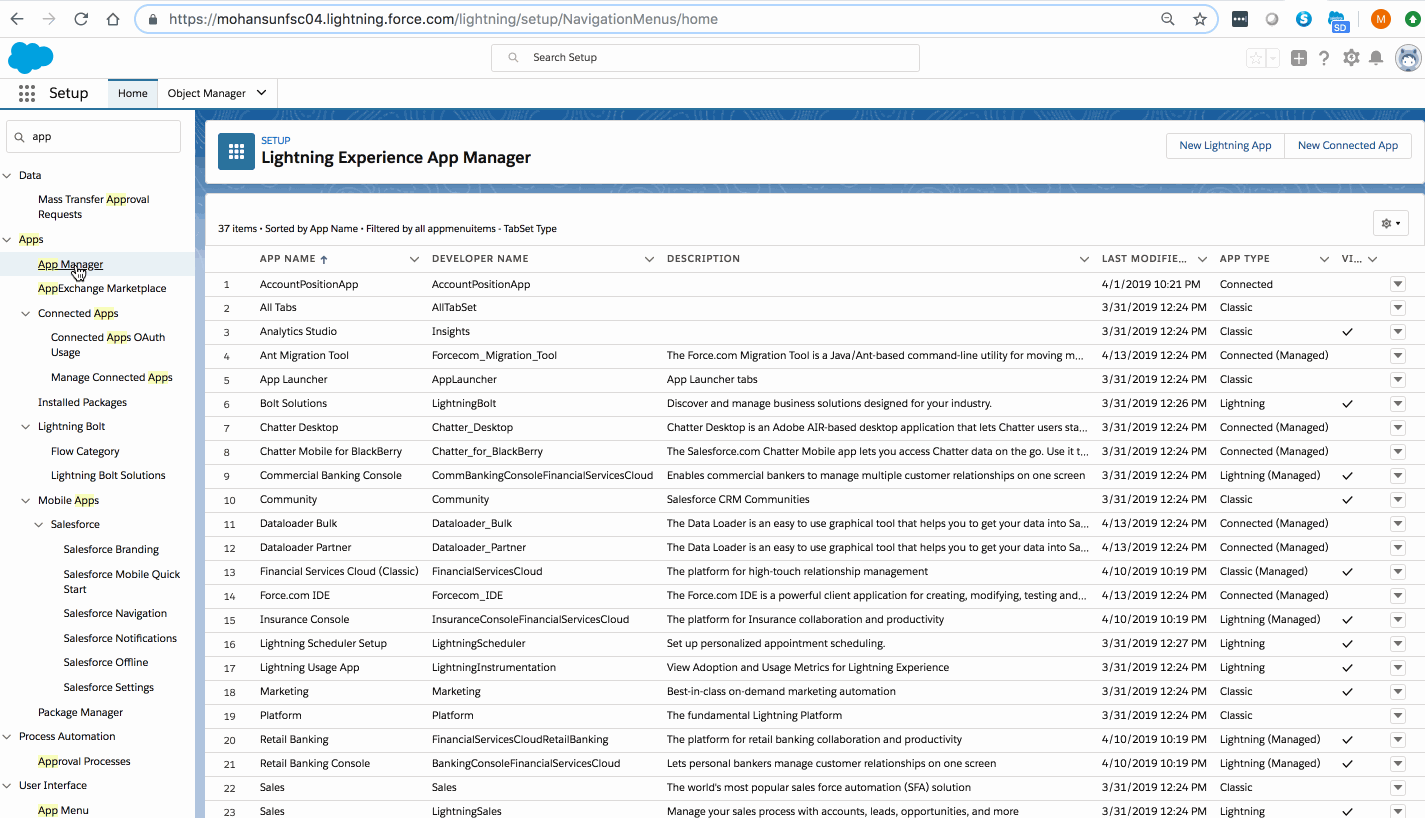 https://mohansunfsc04.lightning.force.com/lightning/setup/NavigationMenus/home
S
SD
M
Search Setup
Setup
Home
Object Manager
app
Data
Mass Transfer Approval
Requests
Apps
App Manager
AppExchange Marketplace
Connected Apps
Connected Apps OAuth
Usage
Manage Connected Apps
Installed Packages
Lightning Bolt
Flow Category
Lightning Bolt Solutions
Mobile Apps
Salesforce
Salesforce Branding
Salesforce Mobile Quick
Start
Salesforce Navigation
Salesforce Notifications
Salesforce Offline
Salesforce Settings
Package Manager
Process Automation
Approval Processes
User Interface
App Menu
SETUP
Lightning Experience App Manager
New Lightning App
New Connected App
37 items • Sorted by App Name • Filtered by all appmenuitems - TabSet Type
APP NAME ↑ DEVELOPER NAME DESCRIPTION LAST MODIFIE... APP TYPE VI...
1 AccountPositionApp AccountPositionApp 4/1/2019 10:21 PM Connected
2 All Tabs AllTabSet 3/31/2019 12:24 PM Classic
3 Analytics Studio Insights 3/31/2019 12:24 PM Classic
4 Ant Migration Tool Forcecom_Migration_Tool The Force.com Migration Tool is a Java/Ant-based command-line utility for moving m... 4/13/2019 12:24 PM Connected (Managed)
5 App Launcher AppLauncher App Launcher tabs 3/31/2019 12:24 PM Classic
6 Bolt Solutions LightningBolt Discover and manage business solutions designed for your industry. 3/31/2019 12:26 PM Lightning
7 Chatter Desktop Chatter_Desktop Chatter Desktop is an Adobe AIR-based desktop application that lets Chatter users sta... 3/31/2019 12:24 PM Connected (Managed)
8 Chatter Mobile for BlackBerry Chatter_for_BlackBerry The Salesforce.com Chatter Mobile app lets you access Chatter data on the go. Use it t... 3/31/2019 12:24 PM Connected (Managed)
9 Commercial Banking Console CommBankingConsoleFinancialServicesCloud Enables commercial bankers to manage multiple customer relationships on one screen 4/10/2019 10:19 PM Lightning (Managed)
10 Community Community Salesforce CRM Communities 3/31/2019 12:24 PM Classic
11 Dataloader Bulk Dataloader_Bulk The Data Loader is an easy to use graphical tool that helps you to get your data into Sa... 4/13/2019 12:24 PM Connected (Managed)
12 Dataloader Partner Dataloader_Partner The Data Loader is an easy to use graphical tool that helps you to get your data into Sa... 4/13/2019 12:24 PM Connected (Managed)
13 Financial Services Cloud (Classic) FinancialServicesCloud The platform for high-touch relationship management 4/10/2019 10:19 PM Classic (Managed)
14 Force.com IDE Forcecom_IDE The Force.com IDE is a powerful client application for creating, modifying, testing and... 4/13/2019 12:24 PM Connected (Managed)
15 Insurance Console InsuranceConsoleFinancialServicesCloud The platform for Insurance collaboration and productivity 4/10/2019 10:19 PM Lightning (Managed)
16 Lightning Scheduler Setup LightningScheduler Set up personalized appointment scheduling. 3/31/2019 12:27 PM Lightning
17 Lightning Usage App LightningInstrumentation View Adoption and Usage Metrics for Lightning Experience 3/31/2019 12:24 PM Lightning
18 Marketing Marketing Best-in-class on-demand marketing automation 3/31/2019 12:24 PM Classic
19 Platform Platform The fundamental Lightning Platform 3/31/2019 12:24 PM Classic
20 Retail Banking FinancialServicesCloudRetailBanking The platform for retail banking collaboration and productivity 4/10/2019 10:19 PM Lightning (Managed)
21 Retail Banking Console BankingConsoleFinancialServicesCloud Lets personal bankers manage customer relationships on one screen 4/10/2019 10:19 PM Lightning (Managed)
22 Sales Sales The world's most popular sales force automation (SFA) solution 3/31/2019 12:24 PM Classic
23 Sales LightningSales Manage your sales process with accounts, leads, opportunities, and more 3/31/2019 12:24 PM Lightning